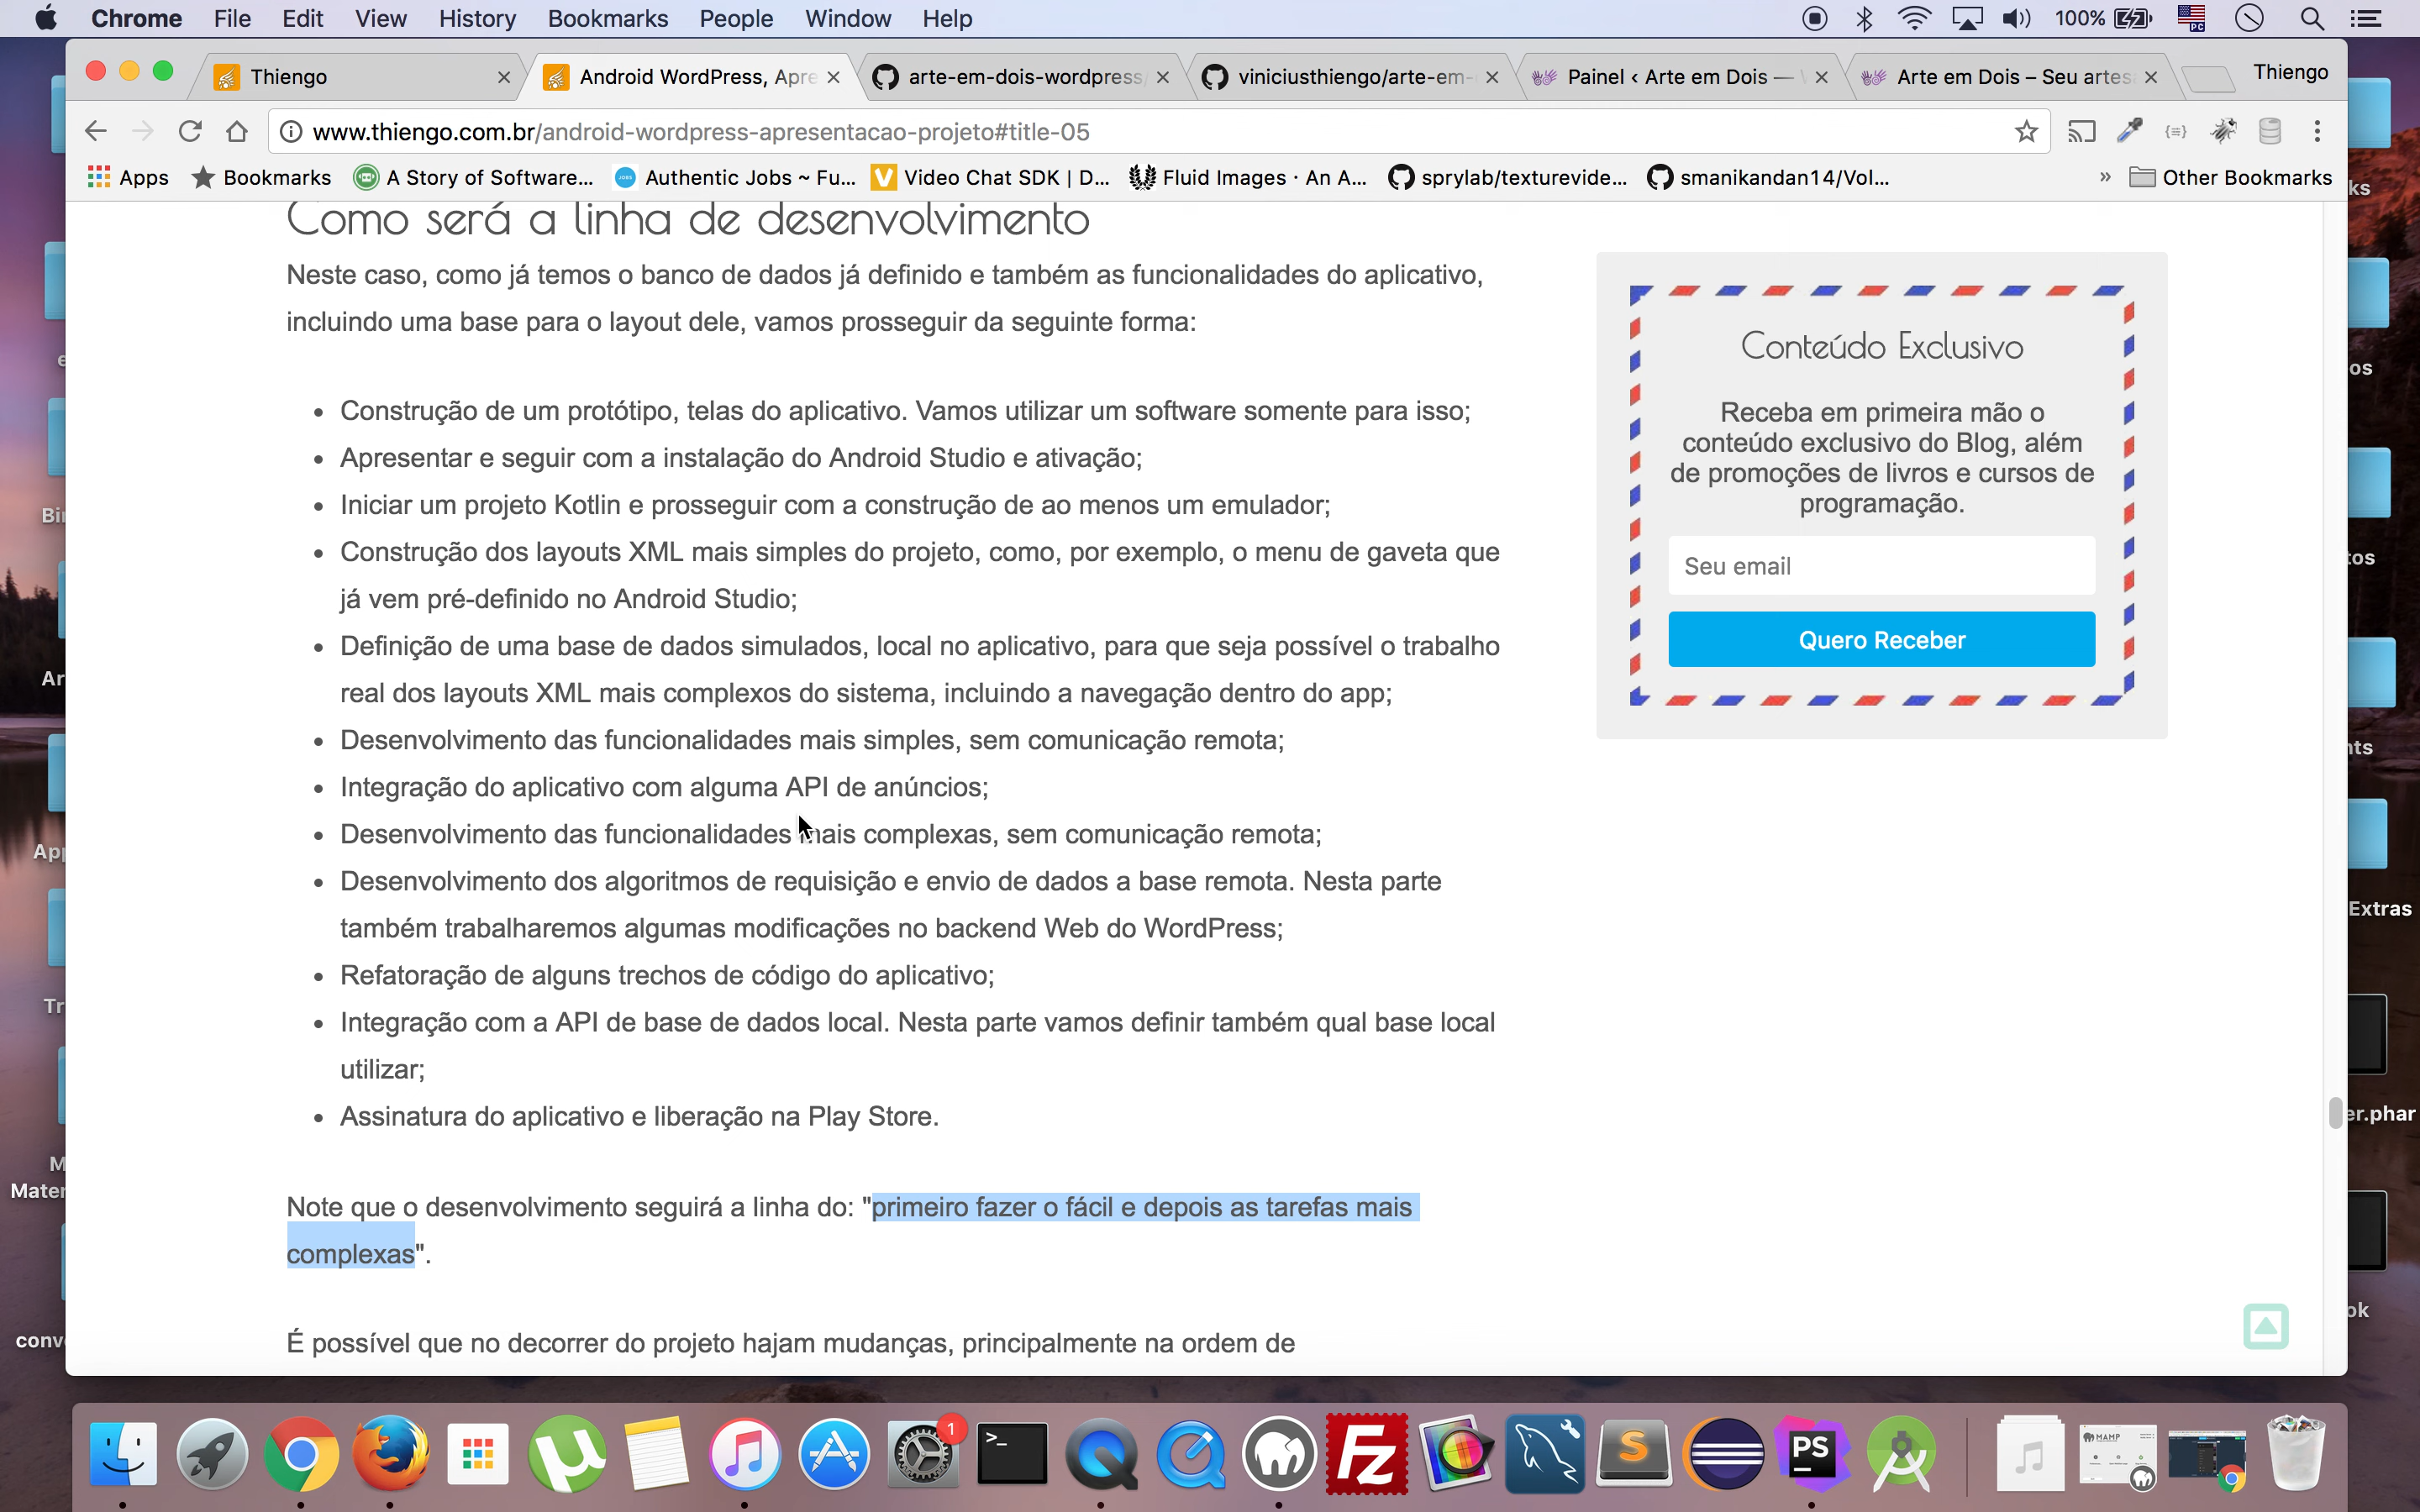 Chrome File Edit View History Bookmarks People Window Help 100%
Thiengo Android WordPress, Apre arte-em-dois-wordpress/ viniciusthiengo/arte-em- Painel ‹ Arte em Dois — Arte em Dois – Seu artes Thiengo
www.thiengo.com.br/android-wordpress-apresentacao-projeto#title-05
Apps Bookmarks A Story of Software... Authentic Jobs ~ Fu... Video Chat SDK | D... Fluid Images · An A... sprylab/texturevide... smanikandan14/Vol... » Other Bookmarks
Como será a linha de desenvolvimento
Neste caso, como já temos o banco de dados já definido e também as funcionalidades do aplicativo,
incluindo uma base para o layout dele, vamos prosseguir da seguinte forma:
• Construção de um protótipo, telas do aplicativo. Vamos utilizar um software somente para isso;
• Apresentar e seguir com a instalação do Android Studio e ativação;
• Iniciar um projeto Kotlin e prosseguir com a construção de ao menos um emulador;
• Construção dos layouts XML mais simples do projeto, como, por exemplo, o menu de gaveta que
já vem pré-definido no Android Studio;
• Definição de uma base de dados simulados, local no aplicativo, para que seja possível o trabalho
real dos layouts XML mais complexos do sistema, incluindo a navegação dentro do app;
• Desenvolvimento das funcionalidades mais simples, sem comunicação remota;
• Integração do aplicativo com alguma API de anúncios;
• Desenvolvimento das funcionalidades mais complexas, sem comunicação remota;
• Desenvolvimento dos algoritmos de requisição e envio de dados a base remota. Nesta parte
também trabalharemos algumas modificações no backend Web do WordPress;
• Refatoração de alguns trechos de código do aplicativo;
• Integração com a API de base de dados local. Nesta parte vamos definir também qual base local
utilizar;
• Assinatura do aplicativo e liberação na Play Store.
Note que o desenvolvimento seguirá a linha do: "primeiro fazer o fácil e depois as tarefas mais
complexas".
É possível que no decorrer do projeto hajam mudanças, principalmente na ordem de
Conteúdo Exclusivo
Receba em primeira mão o
conteúdo exclusivo do Blog, além
de promoções de livros e cursos de
programação.
Seu email
Quero Receber
Extras
er.phar
Mater
conv
1
PS
MAMP